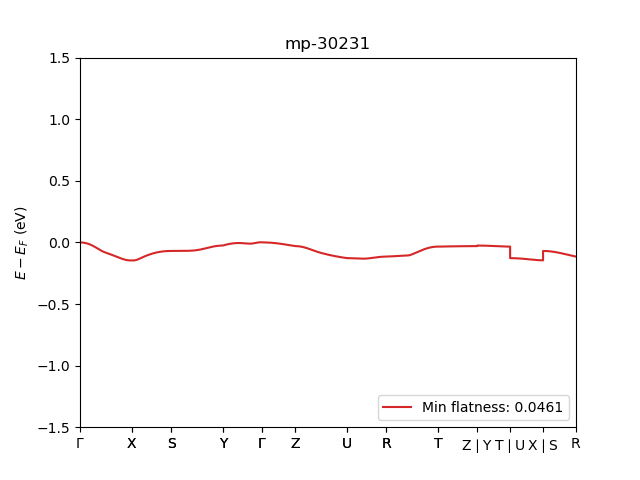 mp-30231
E − E_F (eV)
1.5
1.0
0.5
0.0
−0.5
−1.0
−1.5
Min flatness: 0.0461
Γ X S Y Γ Z U R T Z|Y T|U X|S R